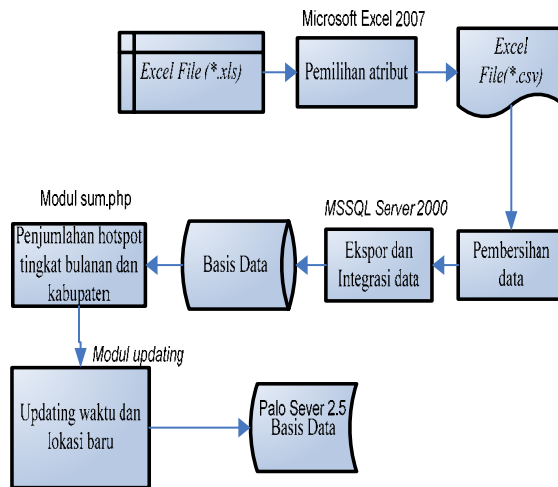 Microsoft Excel 2007
Excel File (*.xls)
Pemilihan atribut
Excel
File(*.csv)
Modul sum.php
MSSQL Server 2000
Penjumlahan hotspot
tingkat bulanan dan
kabupaten
Basis Data
Ekspor dan
Integrasi data
Pembersihan
data
Modul updating
Updating waktu dan
lokasi baru
Palo Sever 2.5
Basis Data